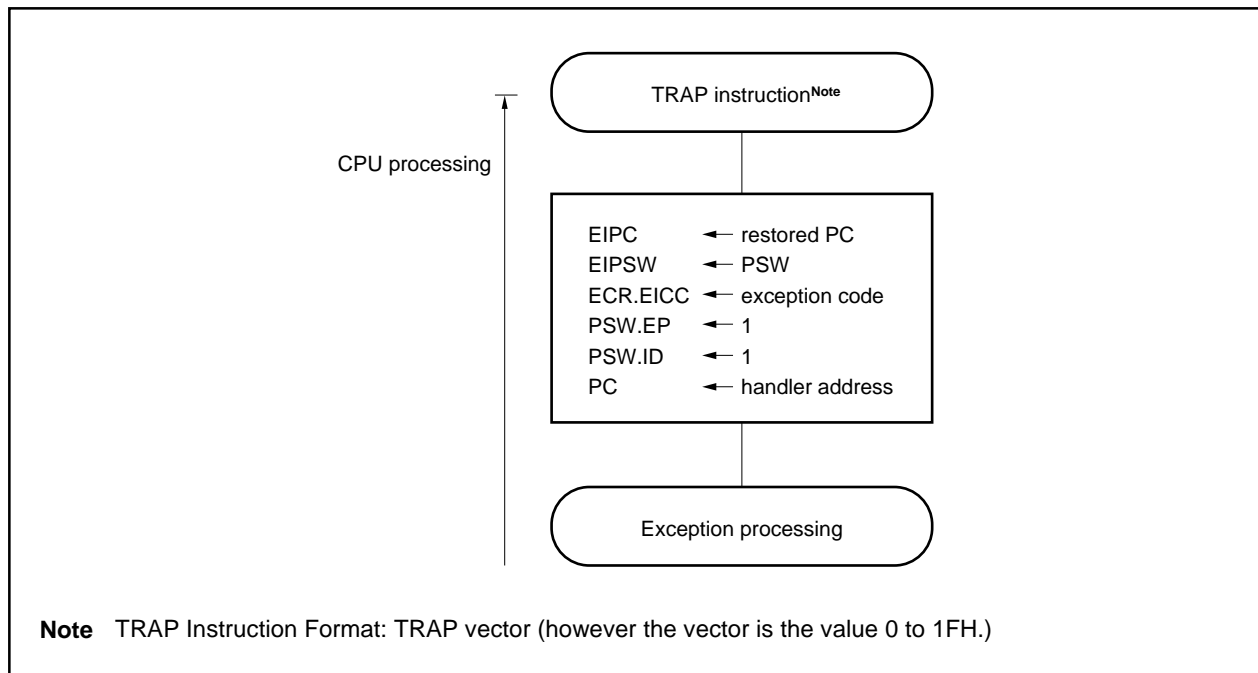 TRAP instructionNote
CPU processing
EIPC ← restored PC
EIPSW ← PSW
ECR.EICC ← exception code
PSW.EP ← 1
PSW.ID ← 1
PC ← handler address
Exception processing
Note TRAP Instruction Format: TRAP vector (however the vector is the value 0 to 1FH.)